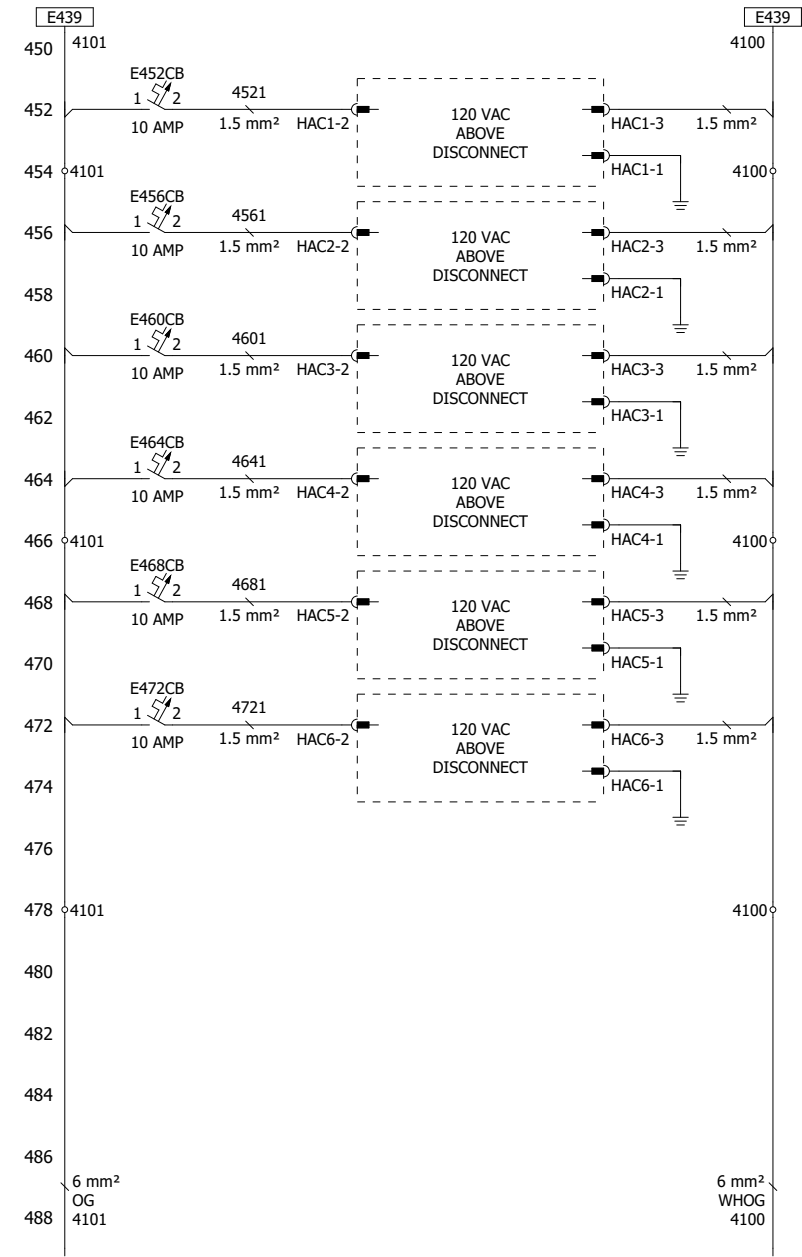 E439 E439
450 4101 4100
E452CB
1 2 4521
452 10 AMP 1.5 mm² HAC1-2 120 VAC HAC1-3 1.5 mm²
ABOVE
DISCONNECT
HAC1-1
454 4101 4100
E456CB
1 2 4561
456 10 AMP 1.5 mm² HAC2-2 120 VAC HAC2-3 1.5 mm²
ABOVE
DISCONNECT
458 HAC2-1
E460CB
1 2 4601
460 10 AMP 1.5 mm² HAC3-2 120 VAC HAC3-3 1.5 mm²
ABOVE
DISCONNECT
462 HAC3-1
E464CB
1 2 4641
464 10 AMP 1.5 mm² HAC4-2 120 VAC HAC4-3 1.5 mm²
ABOVE
DISCONNECT
HAC4-1
466 4101 4100
E468CB
1 2 4681
468 10 AMP 1.5 mm² HAC5-2 120 VAC HAC5-3 1.5 mm²
ABOVE
DISCONNECT
470 HAC5-1
E472CB
1 2 4721
472 10 AMP 1.5 mm² HAC6-2 120 VAC HAC6-3 1.5 mm²
ABOVE
DISCONNECT
474 HAC6-1
476
478 4101 4100
480
482
484
486
6 mm² 6 mm²
OG WHOG
488 4101 4100